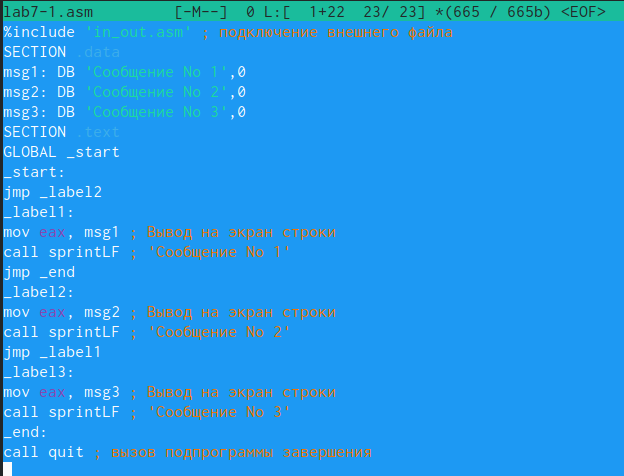 lab7-1.asm [-M--] 0 L:[ 1+22 23/ 23] *(665 / 665b) <EOF>
%include 'in_out.asm' ; подключение внешнего файла
SECTION .data
msg1: DB 'Сообщение No 1',0
msg2: DB 'Сообщение No 2',0
msg3: DB 'Сообщение No 3',0
SECTION .text
GLOBAL _start
_start:
jmp _label2
_label1:
mov eax, msg1 ; Вывод на экран строки
call sprintLF ; 'Сообщение No 1'
jmp _end
_label2:
mov eax, msg2 ; Вывод на экран строки
call sprintLF ; 'Сообщение No 2'
jmp _label1
_label3:
mov eax, msg3 ; Вывод на экран строки
call sprintLF ; 'Сообщение No 3'
_end:
call quit ; вызов подпрограммы завершения